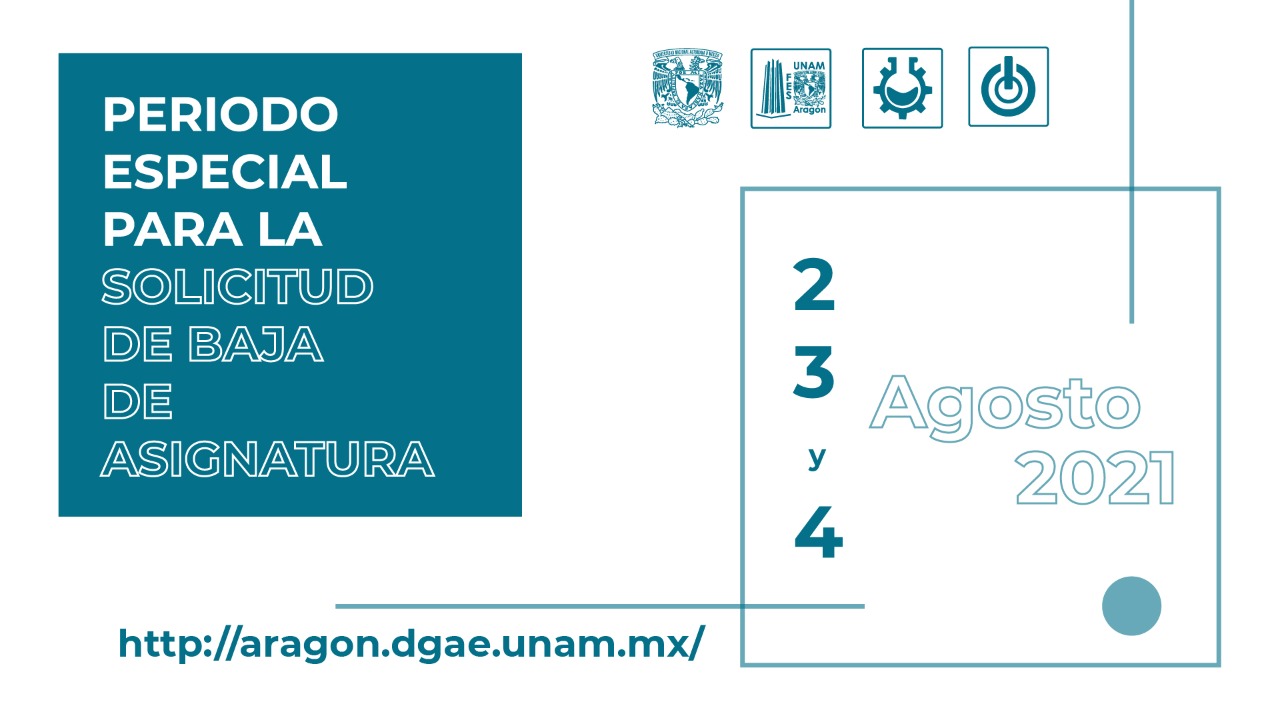 PERIODO
ESPECIAL
PARA LA
SOLICITUD
DE BAJA
DE
ASIGNATURA
UNAM
FES
Aragón
2
3
y
4
Agosto
2021
http://aragon.dgae.unam.mx/